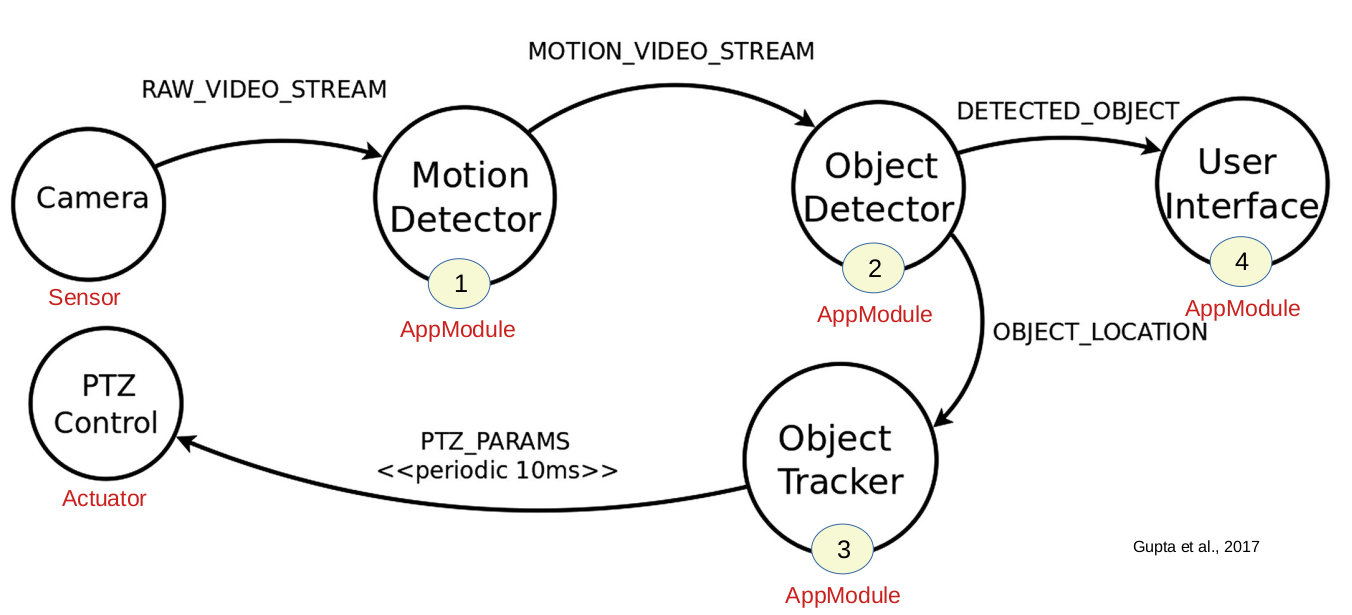 MOTION_VIDEO_STREAM
RAW_VIDEO_STREAM
DETECTED_OBJECT
Camera
Sensor
Motion
Detector
1
AppModule
Object
Detector
2
AppModule
User
Interface
4
AppModule
OBJECT_LOCATION
PTZ
Control
Actuator
PTZ_PARAMS
<<periodic 10ms>>
Object
Tracker
3
AppModule
Gupta et al., 2017